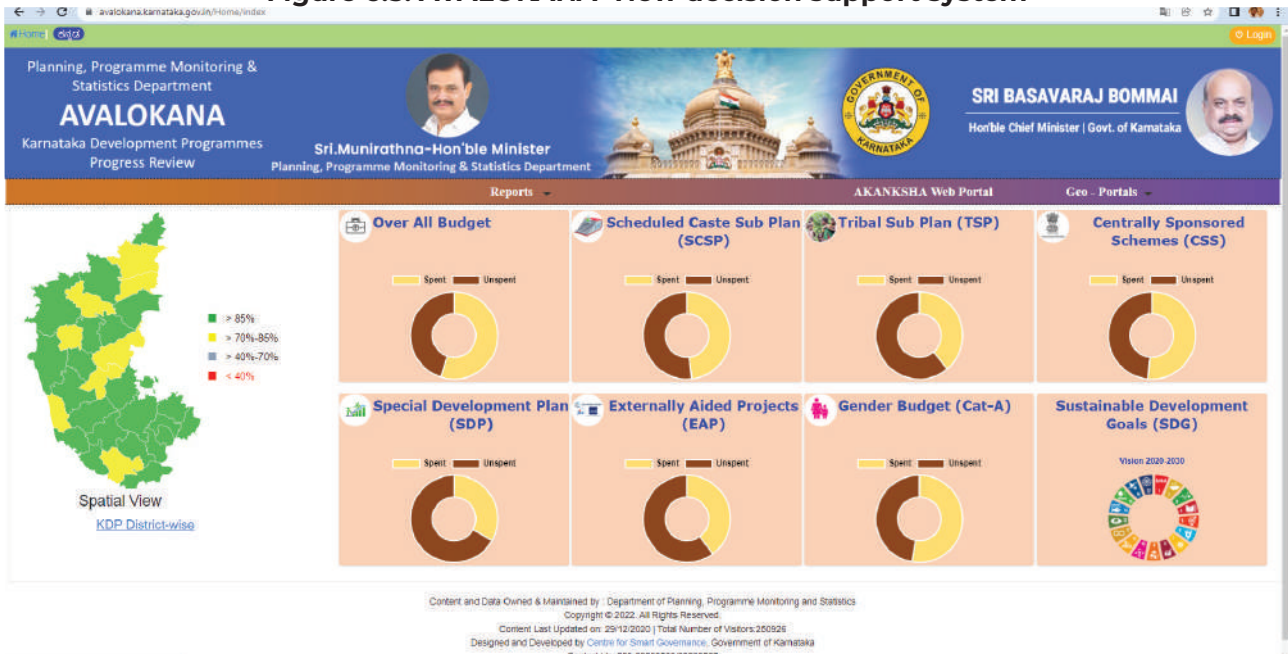 avalokana.karnataka.gov.in/Home/index
Home
ಕನ್ನಡ
Login
Planning, Programme Monitoring &
Statistics Department
AVALOKANA
Karnataka Development Programmes
Progress Review
Sri.Munirathna-Hon'ble Minister
Planning, Programme Monitoring & Statistics Department
GOVERNMENT OF
KARNATAKA
SRI BASAVARAJ BOMMAI
Hon'ble Chief Minister | Govt. of Karnataka
Reports
AKANKSHA Web Portal
Geo - Portals
> 85%
> 70%-85%
> 40%-70%
< 40%
Spatial View
KDP District-wise
Over All Budget
Spent Unspent
Scheduled Caste Sub Plan
(SCSP)
Spent Unspent
Tribal Sub Plan (TSP)
Spent Unspent
Centrally Sponsored
Schemes (CSS)
Spent Unspent
Special Development Plan
(SDP)
Spent Unspent
Externally Aided Projects
(EAP)
Spent Unspent
Gender Budget (Cat-A)
Spent Unspent
Sustainable Development
Goals (SDG)
Vision 2020-2030
Content and Data Owned & Maintained by : Department of Planning, Programme Monitoring and Statistics
Copyright © 2022. All Rights Reserved.
Content Last Updated on: 29/12/2020 | Total Number of Visitors:250926
Designed and Developed by Centre for Smart Governance, Government of Karnataka